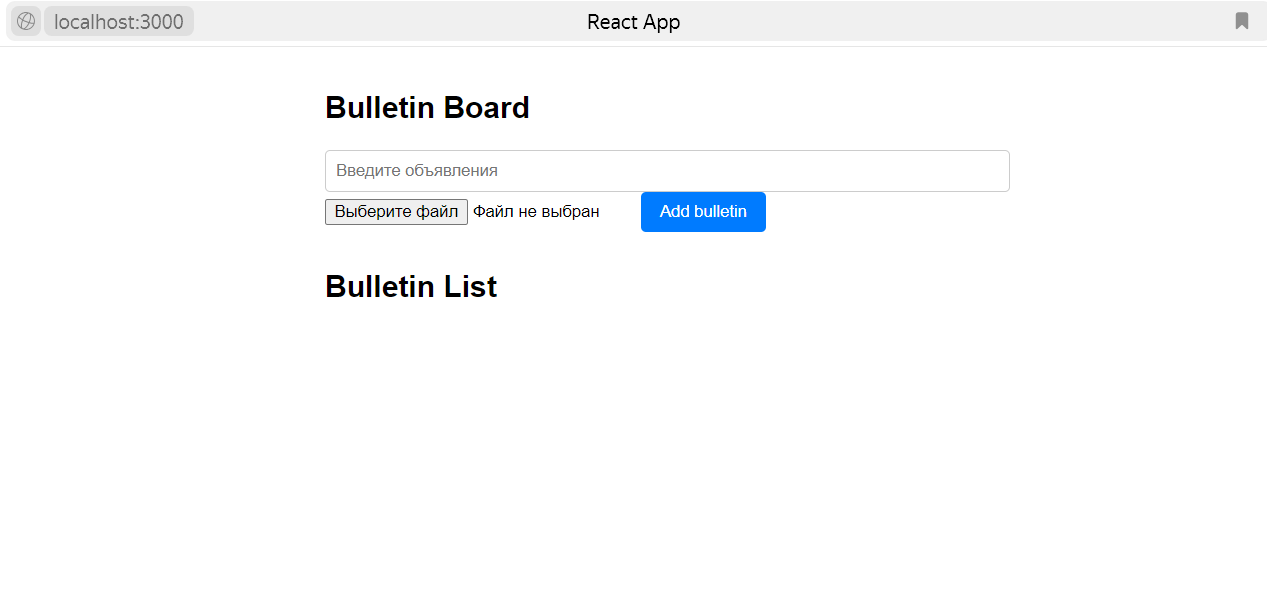 localhost:3000 React App
Bulletin Board
Введите объявления
Выберите файл Файл не выбран Add bulletin
Bulletin List